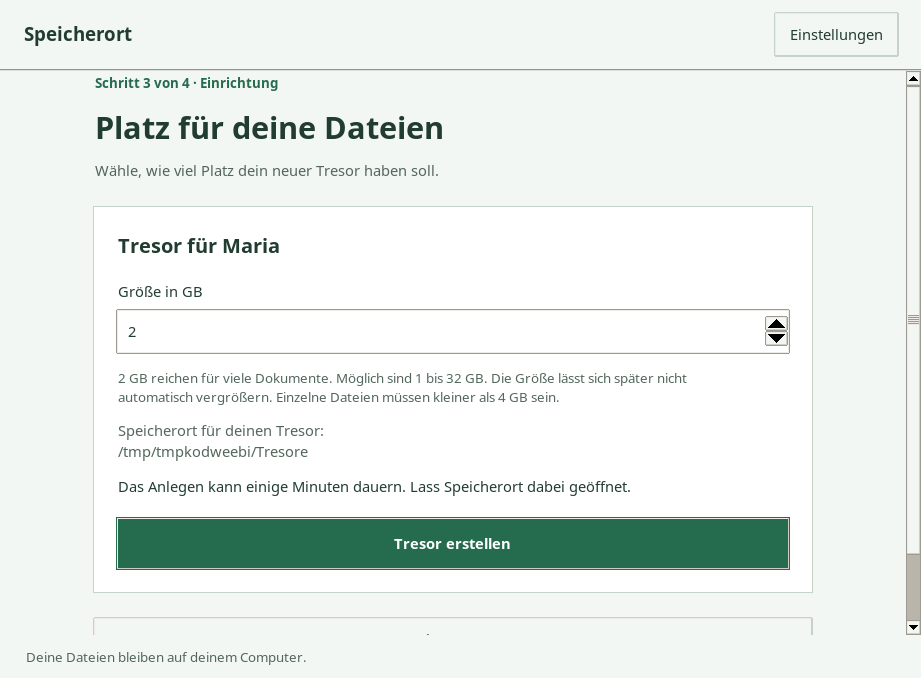 Speicherort
Einstellungen
Schritt 3 von 4 · Einrichtung
Platz für deine Dateien
Wähle, wie viel Platz dein neuer Tresor haben soll.
Tresor für Maria
Größe in GB
2
2 GB reichen für viele Dokumente. Möglich sind 1 bis 32 GB. Die Größe lässt sich später nicht
automatisch vergrößern. Einzelne Dateien müssen kleiner als 4 GB sein.
Speicherort für deinen Tresor:
/tmp/tmpkodweebi/Tresore
Das Anlegen kann einige Minuten dauern. Lass Speicherort dabei geöffnet.
Tresor erstellen
Deine Dateien bleiben auf deinem Computer.